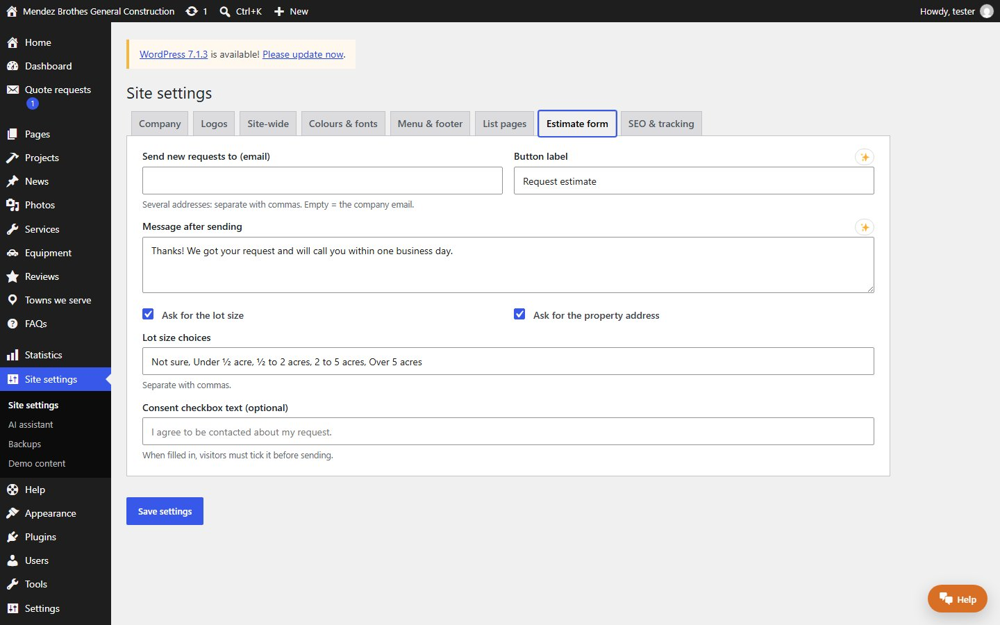 Mendez Brothes General Construction 1 Ctrl+K New Howdy, tester
Home
Dashboard
Quote requests
1
Pages
Projects
News
Photos
Services
Equipment
Reviews
Towns we serve
FAQs
Statistics
Site settings
Site settings
AI assistant
Backups
Demo content
Help
Appearance
Plugins
Users
Tools
Settings
WordPress 7.1.3 is available! Please update now.
Site settings
Company Logos Site-wide Colours & fonts Menu & footer List pages Estimate form SEO & tracking
Send new requests to (email)
Several addresses: separate with commas. Empty = the company email.
Button label
Request estimate
Message after sending
Thanks! We got your request and will call you within one business day.
Ask for the lot size Ask for the property address
Lot size choices
Not sure, Under ½ acre, ½ to 2 acres, 2 to 5 acres, Over 5 acres
Separate with commas.
Consent checkbox text (optional)
I agree to be contacted about my request.
When filled in, visitors must tick it before sending.
Save settings
Help